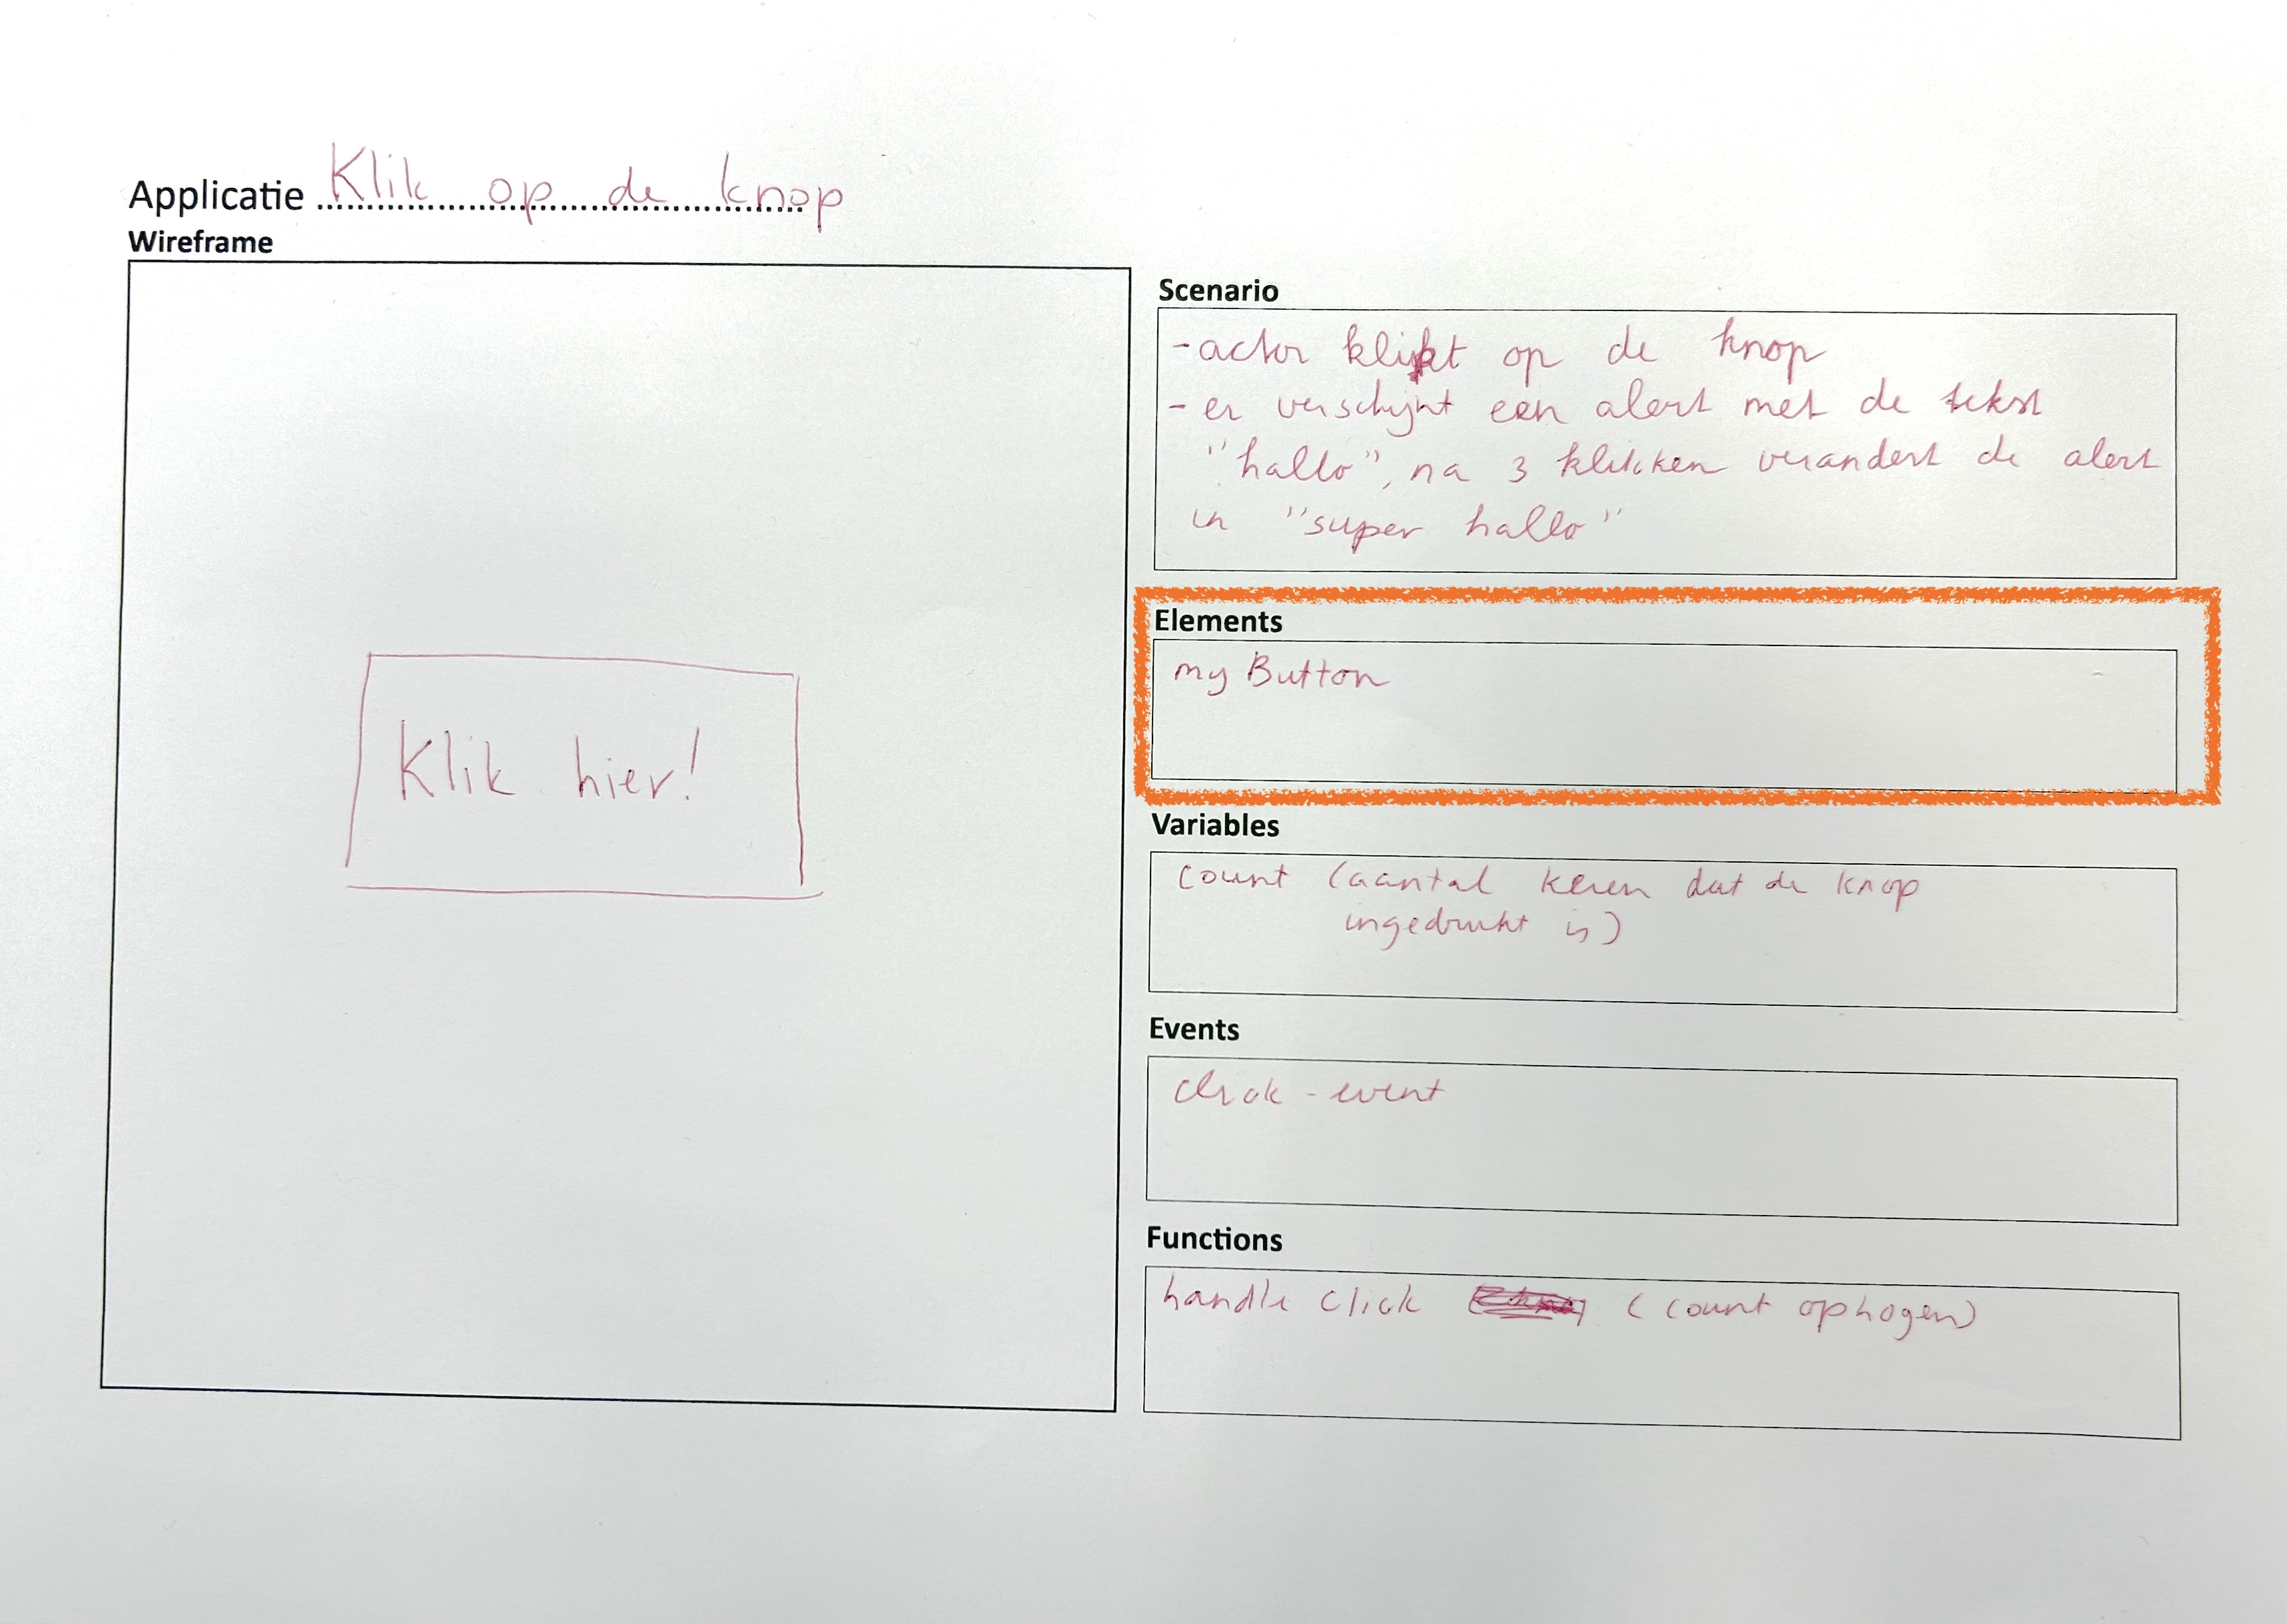 Applicatie Klik op de knop
Wireframe
Klik hier!
Scenario
- actor klikt op de knop
- er verschijnt een alert met de tekst
"hallo", na 3 klikken verandert de alert
in "super hallo"
Elements
my Button
Variables
count (aantal keren dat de knop
ingedrukt is)
Events
click - event
Functions
handle click (count ophogen)